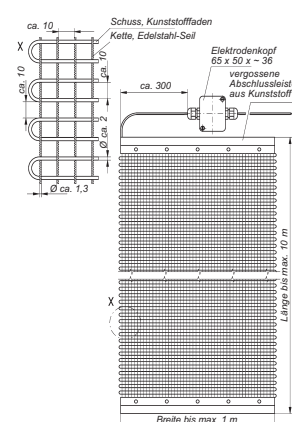 ca. 10
Schuss, Kunststofffaden
Kette, Edelstahl-Seil
X
ca. 10
ca. 10
Ø ca. 2
Ø ca. 1,3
Elektrodenkopf
65 x 50 x ~ 36
ca. 300
vergossene
Abschlussleist
aus Kunststoff
X
Länge bis max. 10 m
Breite bis max. 1 m